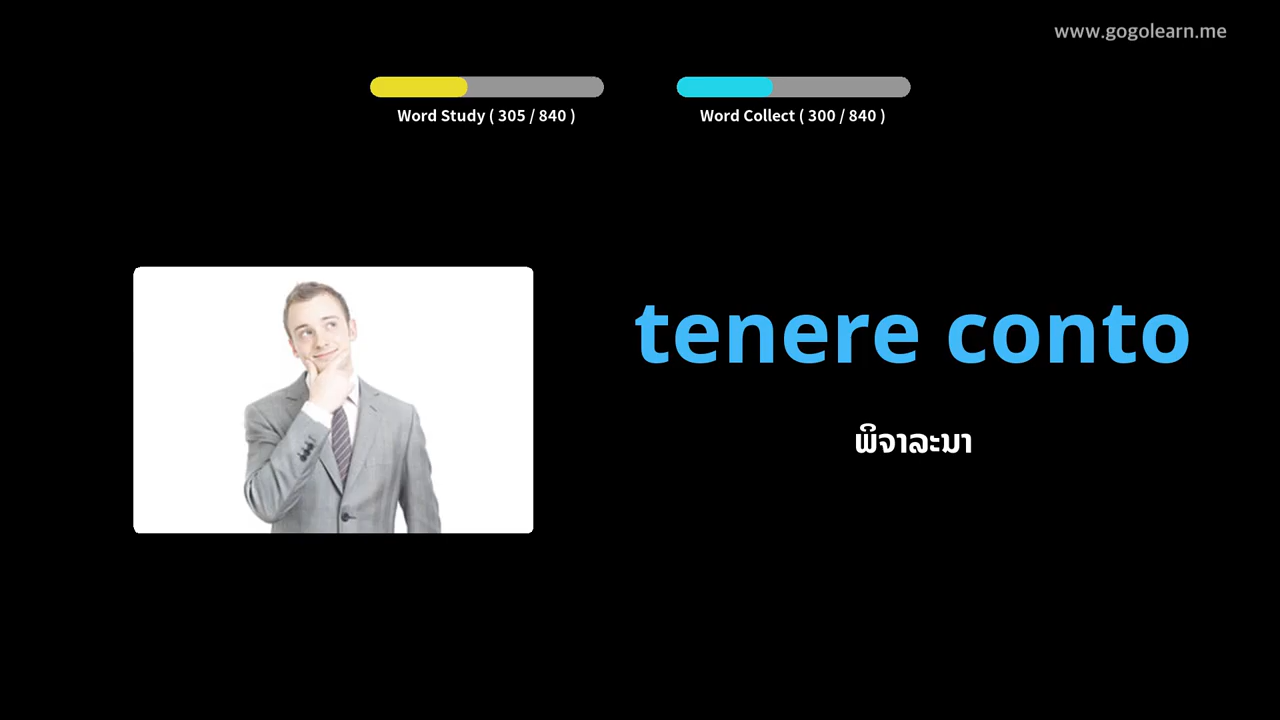 www.gogolearn.me
Word Study ( 305 / 840 )
Word Collect ( 300 / 840 )
tenere conto
ພິຈາລະນາ